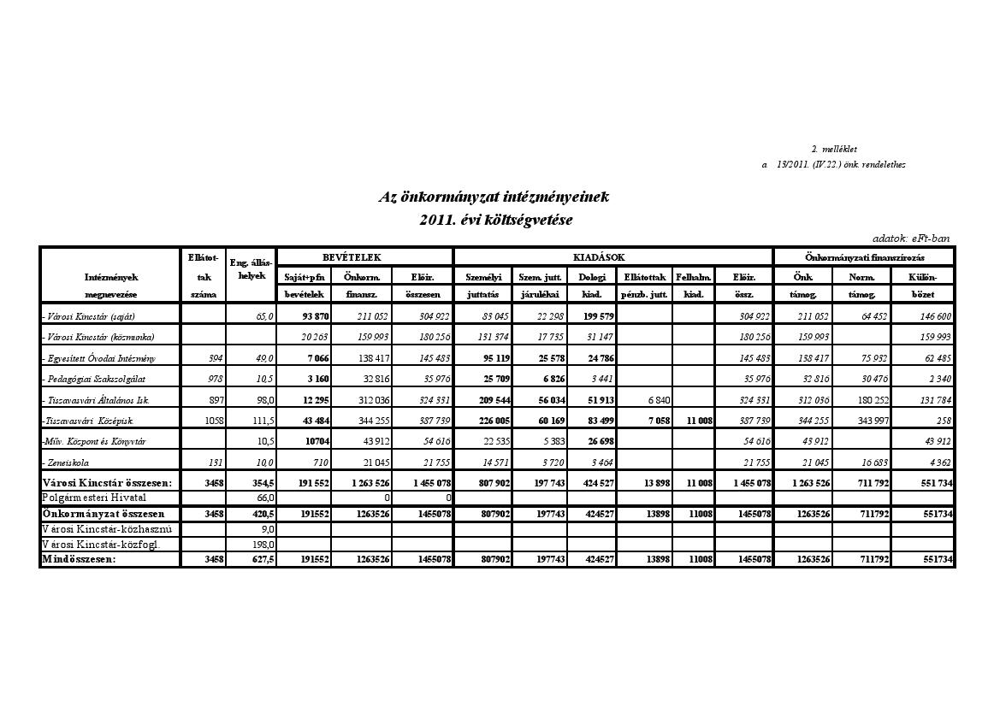 2. melléklet
a 13/2011. (IV.22.) önk. rendelethez
Az önkormányzat intézményeinek
2011. évi költségvetése
adatok: eFt-ban
Intézmények megnevezése Ellátot-tak száma Eng. állás-helyek BEVÉTELEK KIADÁSOK Önkormányzati finanszírozás
Saját+pfn Önkorm. Előir. Személyi Szem. jutt. Dologi Ellátottak Felhalm. Előir. Önk. Norm. Külön-
bevételek finansz. összesen juttatás járulékai kiad. pénzb. jutt. kiad. össz. támog. támog. bözet
- Városi Kincstár (saját) 65,0 93 870 211 052 304 922 83 045 22 298 199 579 304 922 211 052 64 452 146 600
- Városi Kincstár (közmunka) 20 263 159 993 180 256 131 374 17 735 31 147 180 256 159 993 159 993
- Egyesített Óvodai Intézmény 394 49,0 7 066 138 417 145 483 95 119 25 578 24 786 145 483 138 417 75 932 62 485
- Pedagógiai Szakszolgálat 978 10,5 3 160 32 816 35 976 25 709 6 826 3 441 35 976 32 816 30 476 2 340
- Tiszavasvári Általános Isk. 897 98,0 12 295 312 036 324 331 209 544 56 034 51 913 6 840 324 331 312 036 180 252 131 784
-Tiszavasvári Középisk. 1058 111,5 43 484 344 255 387 739 226 005 60 169 83 499 7 058 11 008 387 739 344 255 343 997 258
-Műv. Központ és Könyvtár 10,5 10704 43 912 54 616 22 535 5 383 26 698 54 616 43 912 43 912
- Zeneiskola 131 10,0 710 21 045 21 755 14 571 3 720 3 464 21 755 21 045 16 683 4 362
Városi Kincstár összesen: 3458 354,5 191 552 1 263 526 1 455 078 807 902 197 743 424 527 13 898 11 008 1 455 078 1 263 526 711 792 551 734
Polgármesteri Hivatal 66,0 0 0
Önkormányzat összesen 3458 420,5 191552 1263526 1455078 807902 197743 424527 13898 11008 1455078 1263526 711792 551734
Városi Kincstár-közhasznú 9,0
Városi Kincstár-közfogl. 198,0
Mindösszesen: 3458 627,5 191552 1263526 1455078 807902 197743 424527 13898 11008 1455078 1263526 711792 551734